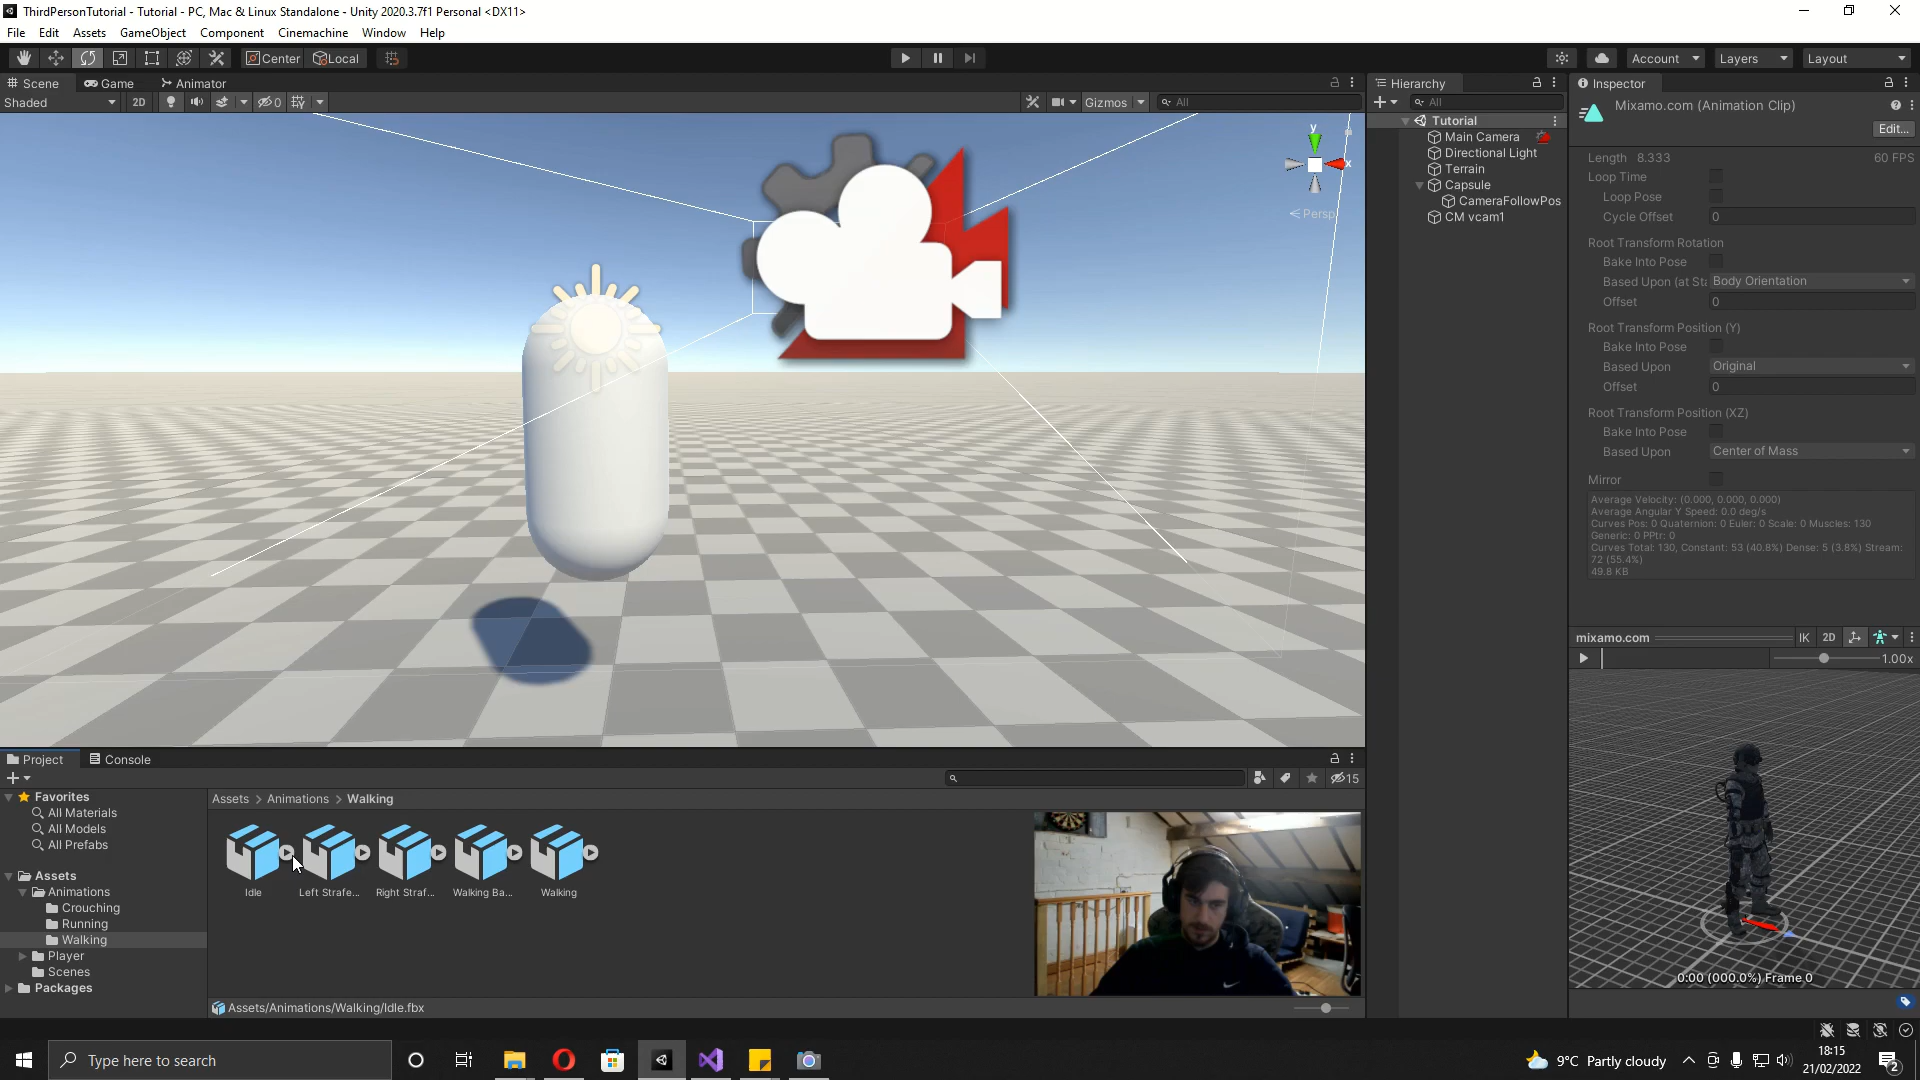 ThirdPersonTutorial - Tutorial - PC, Mac & Linux Standalone - Unity 2020.3.7f1 Personal <DX11>
File Edit Assets GameObject Component Cinemachine Window Help
Center Local Account Layers Layout
Scene Game Animator
Shaded 2D 0 Gizmos All
y
x
Persp
Hierarchy
All
Tutorial
Main Camera
Directional Light
Terrain
Capsule
CameraFollowPos
CM vcam1
Inspector
Mixamo.com (Animation Clip)
Edit...
Length 8.333 60 FPS
Loop Time
Loop Pose
Cycle Offset 0
Root Transform Rotation
Bake Into Pose
Based Upon (at Sta Body Orientation
Offset 0
Root Transform Position (Y)
Bake Into Pose
Based Upon Original
Offset 0
Root Transform Position (XZ)
Bake Into Pose
Based Upon Center of Mass
Mirror
Average Velocity: (0.000, 0.000, 0.000)
Average Angular Y Speed: 0.0 deg/s
Curves Pos: 0 Quaternion: 0 Euler: 0 Scale: 0 Muscles: 130
Generic: 0 PPtr: 0
Curves Total: 130, Constant: 53 (40.8%) Dense: 5 (3.8%) Stream:
72 (55.4%)
49.8 KB
mixamo.com IK 2D
1.00x
0:00 (000.0%) Frame 0
Project Console
15
Favorites
All Materials
All Models
All Prefabs
Assets
Animations
Crouching
Running
Walking
Player
Scenes
Packages
Assets > Animations > Walking
Idle Left Strafe... Right Straf... Walking Ba... Walking
Assets/Animations/Walking/Idle.fbx
Type here to search
9°C Partly cloudy
18:15
21/02/2022
2